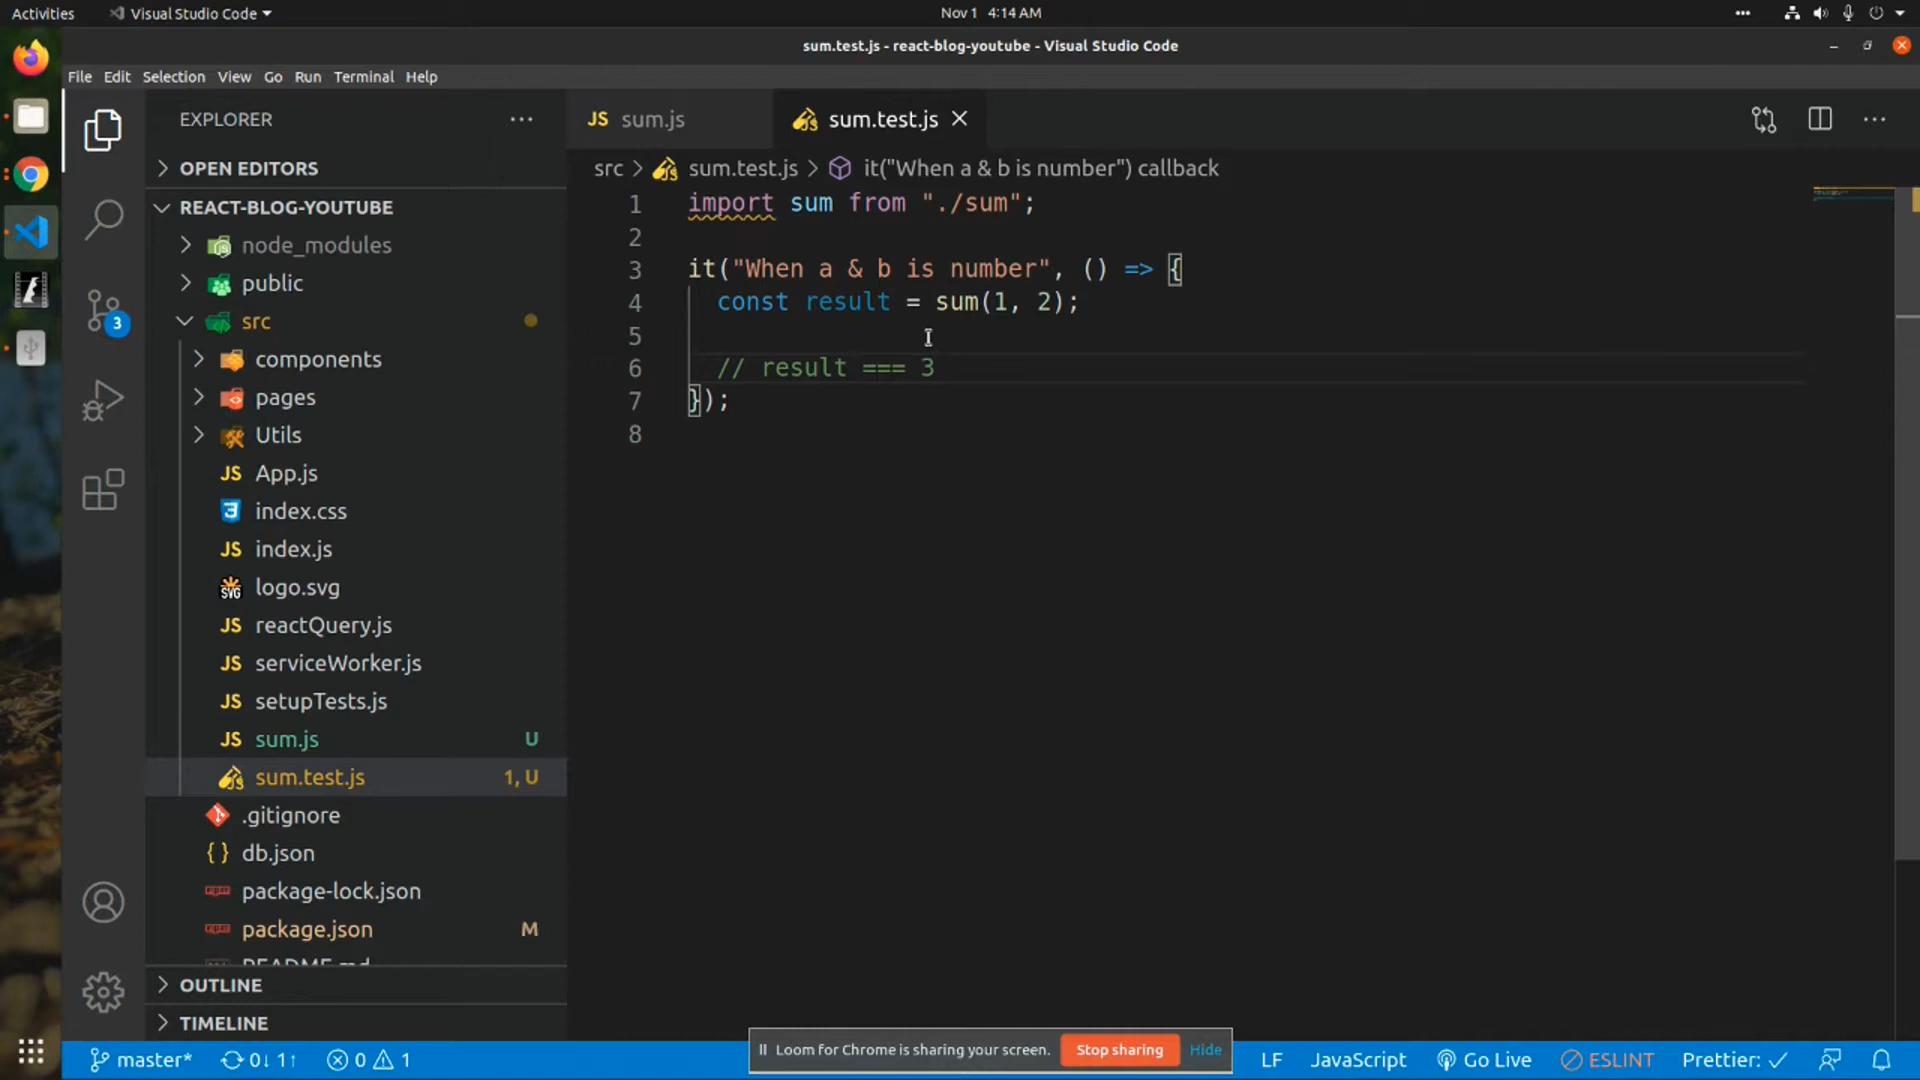 Activities
Visual Studio Code
Nov 1 4:14 AM
sum.test.js - react-blog-youtube - Visual Studio Code
File Edit Selection View Go Run Terminal Help
EXPLORER
OPEN EDITORS
REACT-BLOG-YOUTUBE
node_modules
public
src
components
pages
Utils
JS App.js
index.css
JS index.js
SVG logo.svg
JS reactQuery.js
JS serviceWorker.js
JS setupTests.js
JS sum.js U
sum.test.js 1, U
.gitignore
{ } db.json
package-lock.json
package.json M
OUTLINE
TIMELINE
3
JS sum.js
sum.test.js
src > sum.test.js > it("When a & b is number") callback
1 import sum from "./sum";
2
3 it("When a & b is number", () => {
4 const result = sum(1, 2);
5
6 // result === 3
7 });
8
master* 0↓ 1↑ 0 1
Loom for Chrome is sharing your screen. Stop sharing Hide
LF JavaScript Go Live ESLINT Prettier: ✓